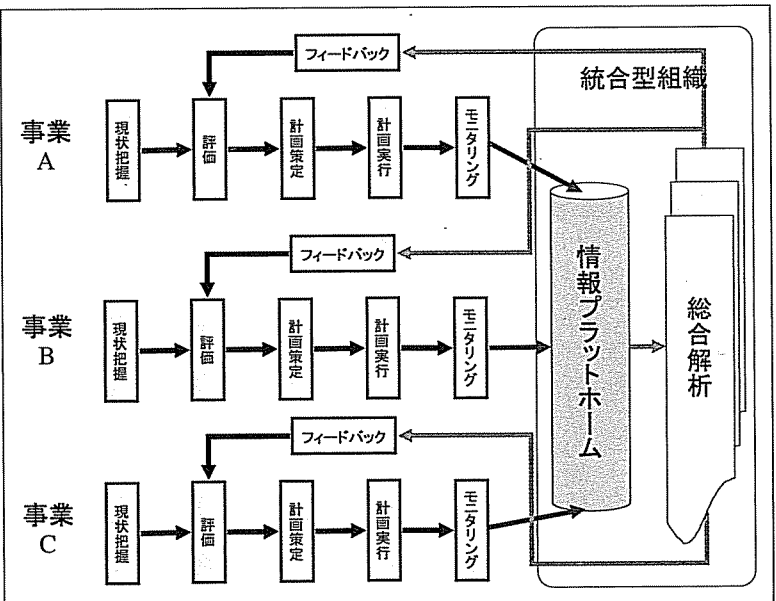 フィードバック
統合型組織
事業
A
現状把握
評価
計画策定
計画実行
モニタリング
フィードバック
事業
B
現状把握
評価
計画策定
計画実行
モニタリング
情報プラットホーム
総合解析
フィードバック
事業
C
現状把握
評価
計画策定
計画実行
モニタリング